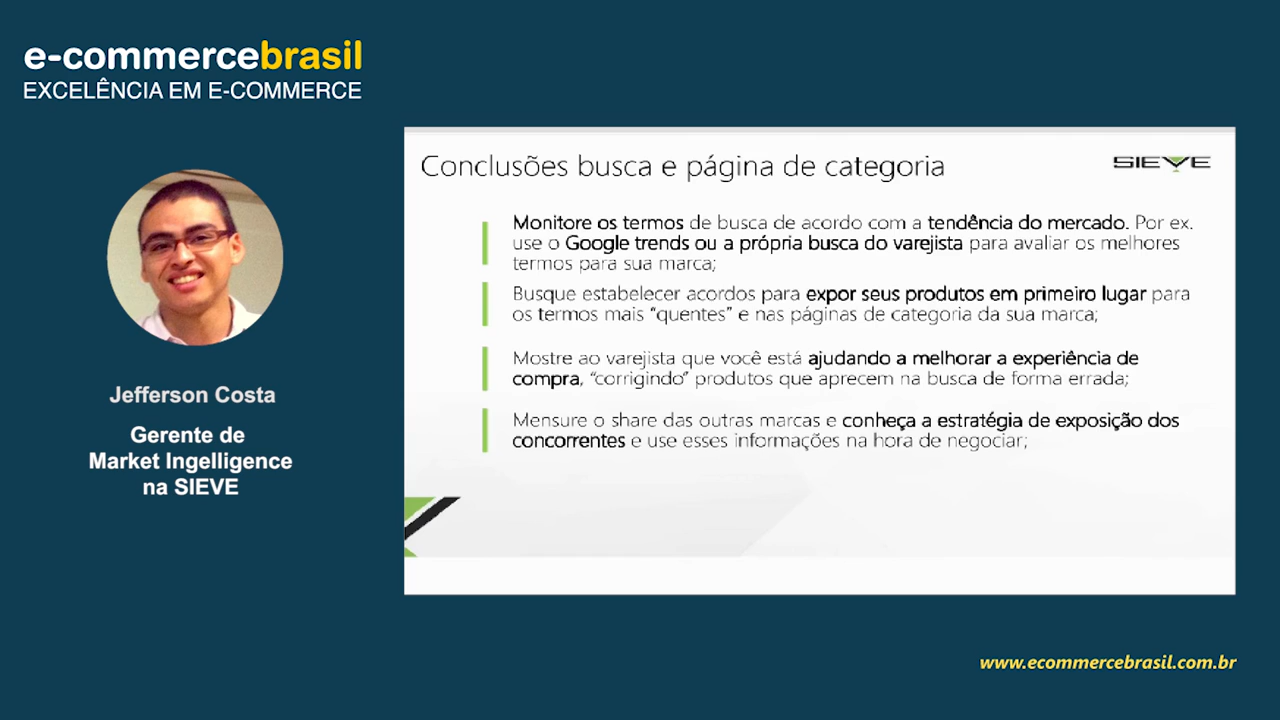 e-commercebrasil
EXCELÊNCIA EM E-COMMERCE
Jefferson Costa
Gerente de
Market Ingelligence
na SIEVE
Conclusões busca e página de categoria
SIEVE
Monitore os termos de busca de acordo com a tendência do mercado. Por ex.
use o Google trends ou a própria busca do varejista para avaliar os melhores
termos para sua marca;
Busque estabelecer acordos para expor seus produtos em primeiro lugar para
os termos mais “quentes” e nas páginas de categoria da sua marca;
Mostre ao varejista que você está ajudando a melhorar a experiência de
compra, “corrigindo” produtos que aprecem na busca de forma errada;
Mensure o share das outras marcas e conheça a estratégia de exposição dos
concorrentes e use esses informações na hora de negociar;
www.ecommercebrasil.com.br